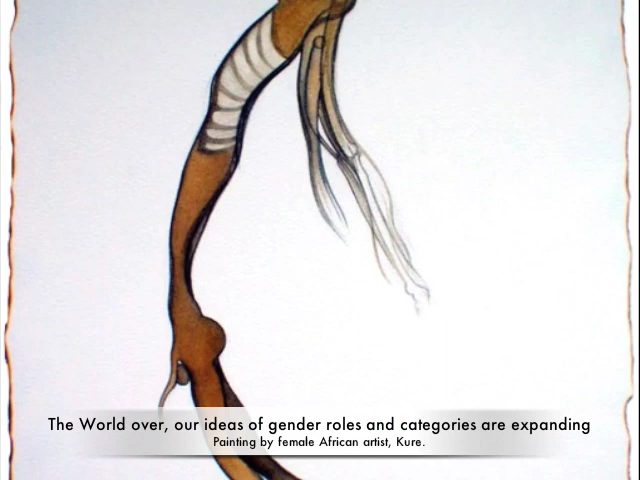 The World over, our ideas of gender roles and categories are expanding
Painting by female African artist, Kure.